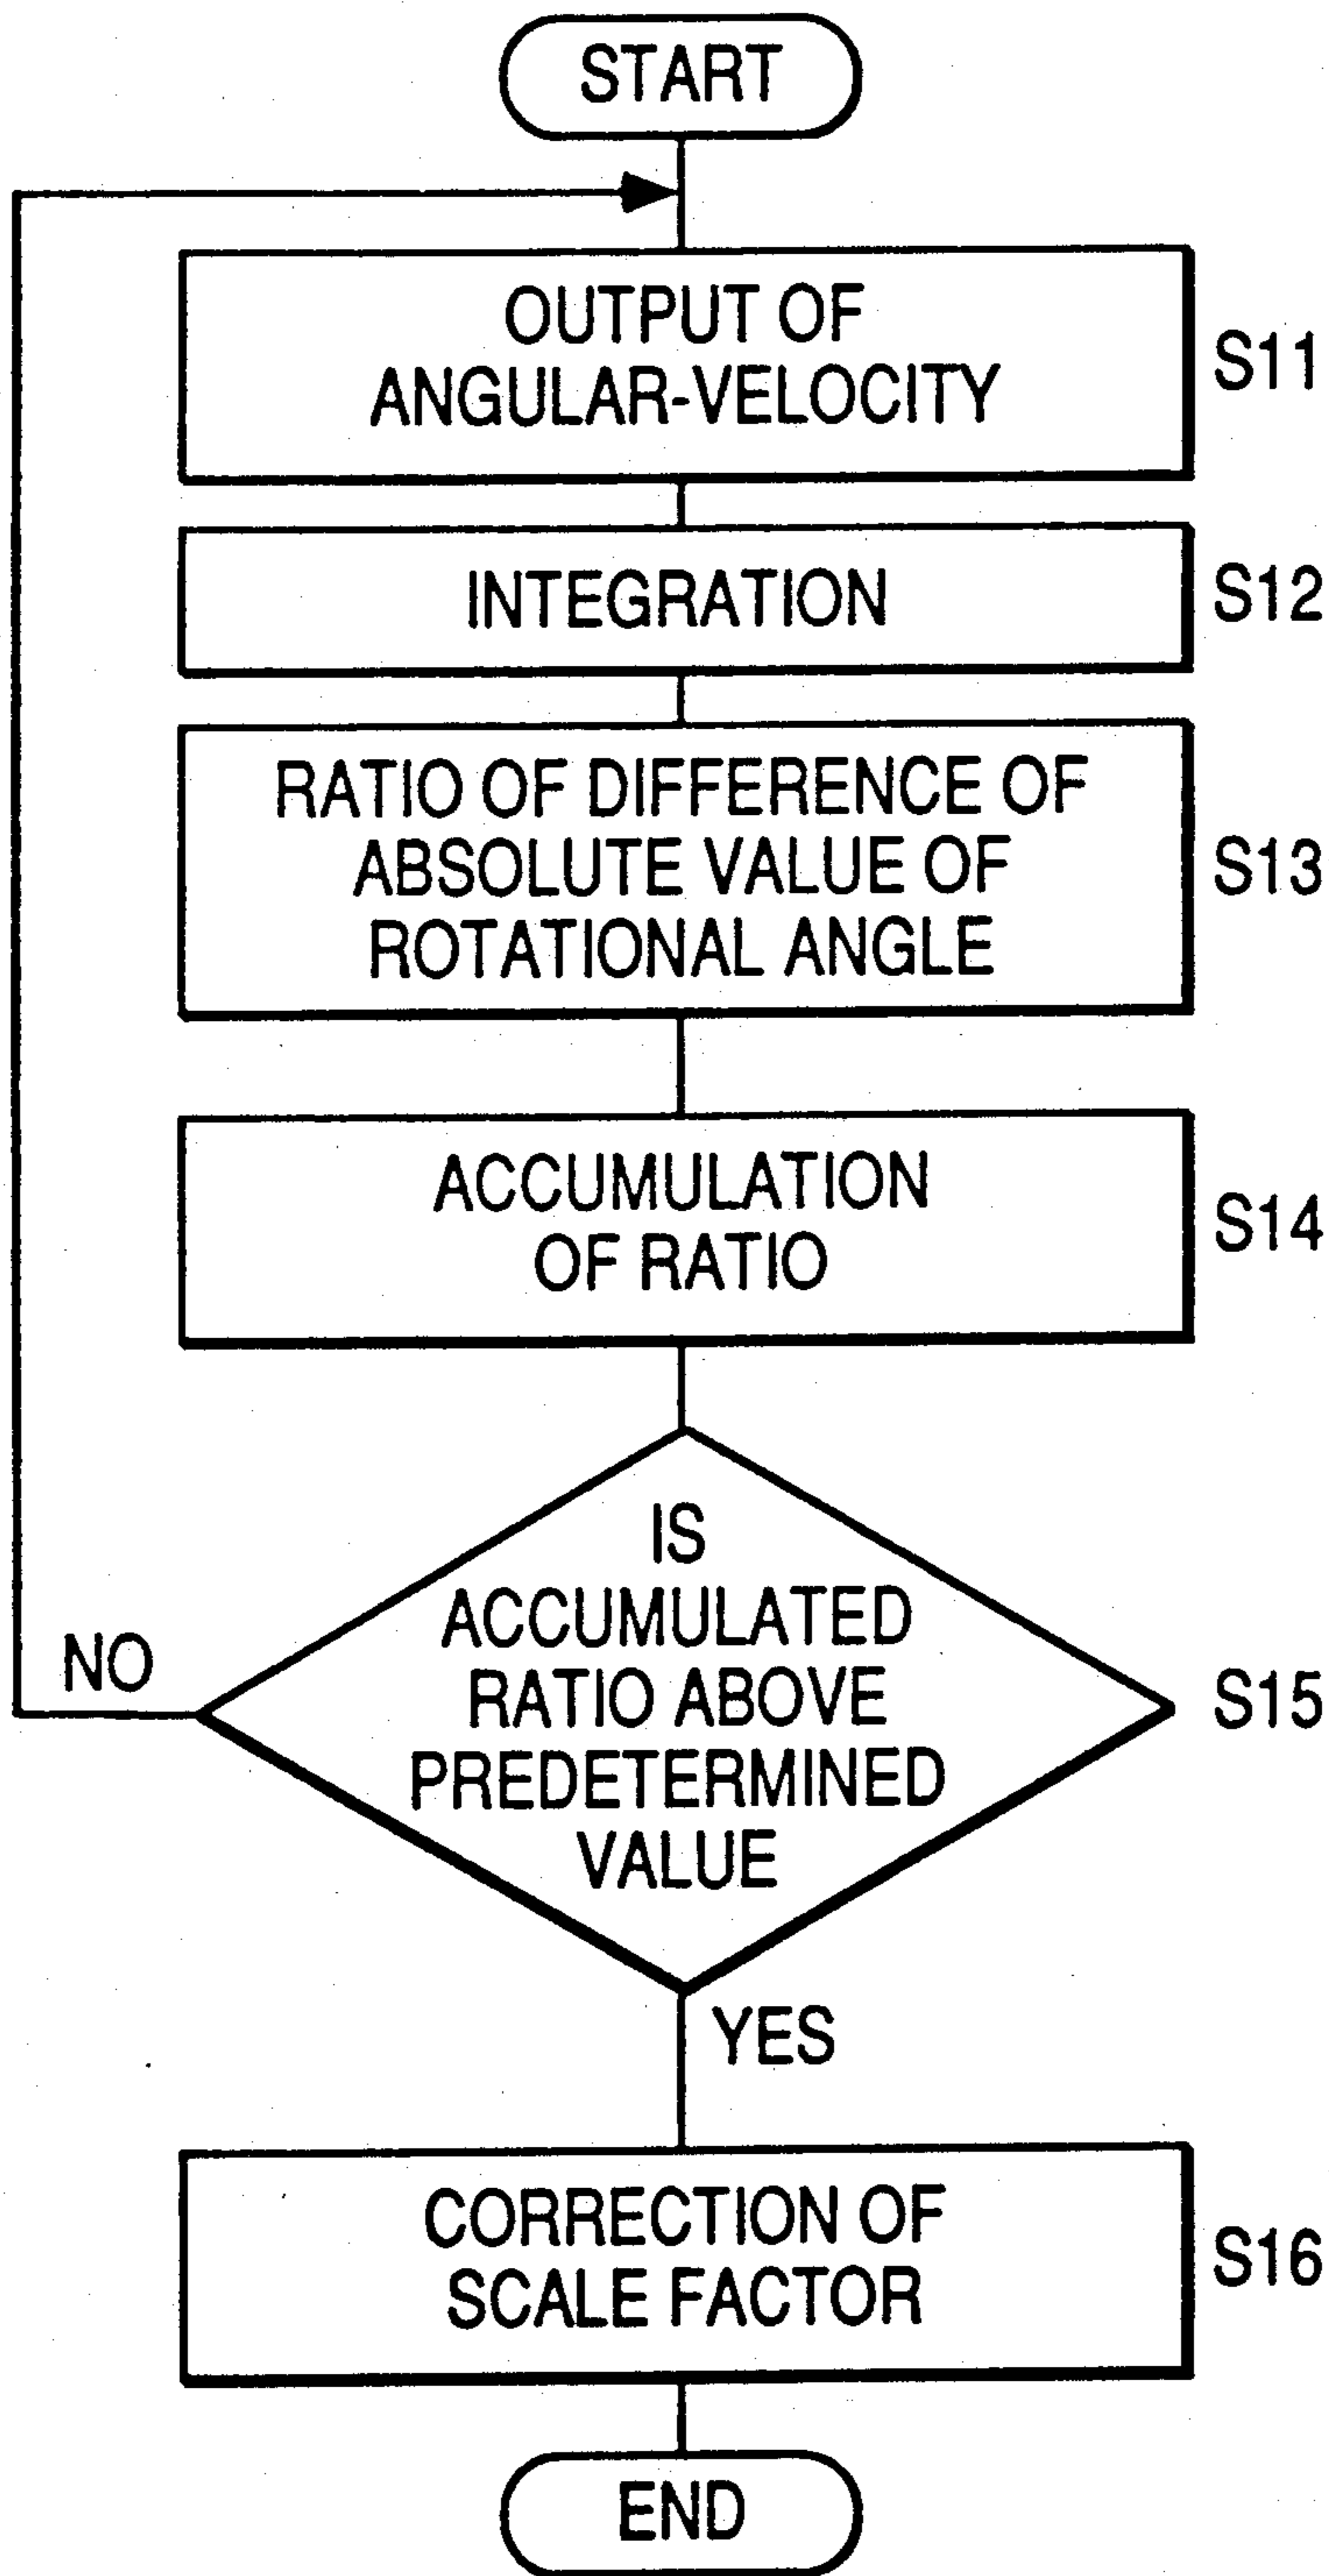 START
OUTPUT OF
ANGULAR-VELOCITY
S11
INTEGRATION
S12
RATIO OF DIFFERENCE OF
ABSOLUTE VALUE OF
ROTATIONAL ANGLE
S13
ACCUMULATION
OF RATIO
S14
IS
ACCUMULATED
RATIO ABOVE
PREDETERMINED
VALUE
S15
NO
YES
CORRECTION OF
SCALE FACTOR
S16
END